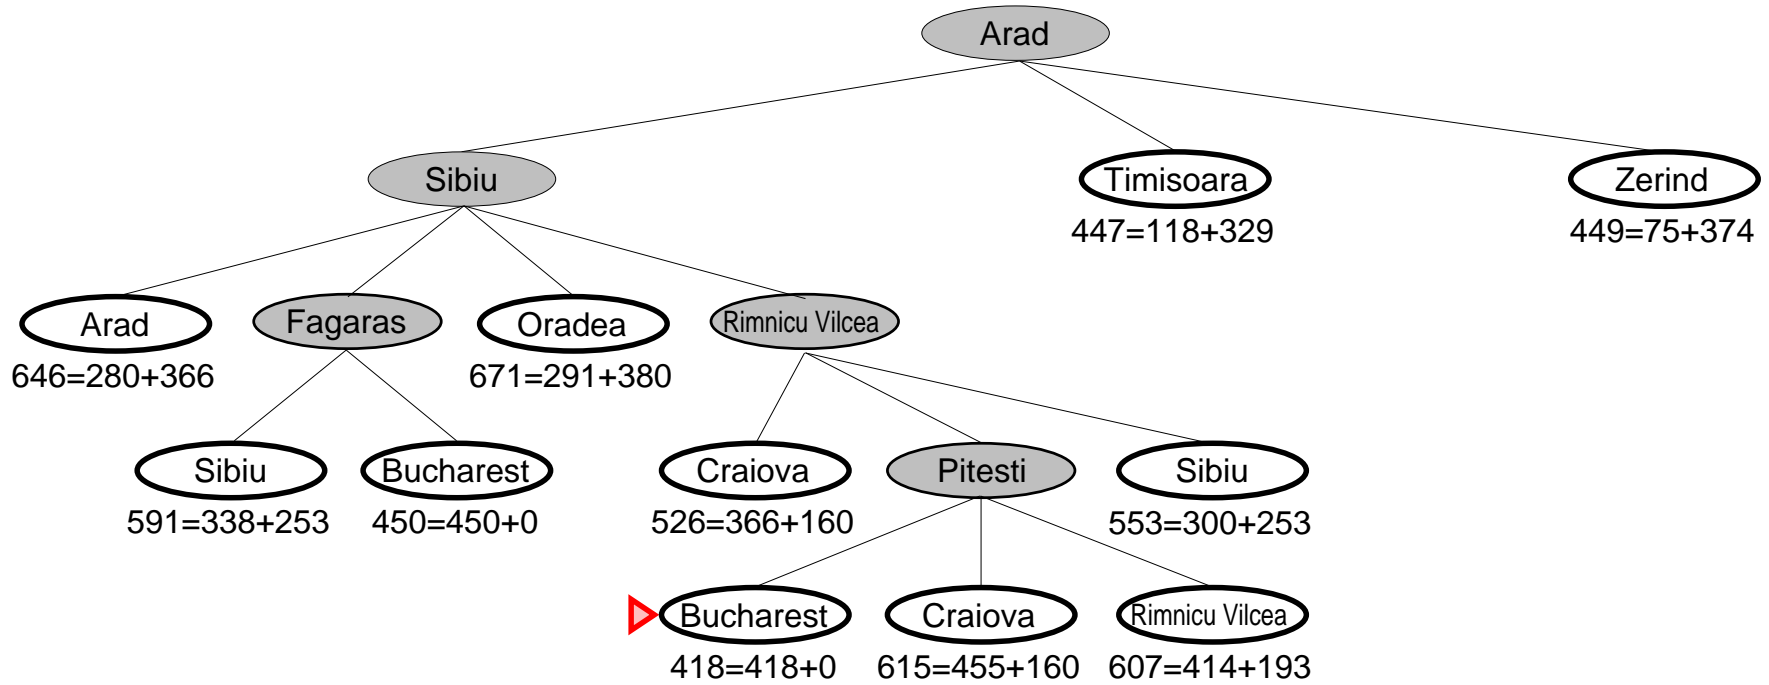 Arad
Sibiu
Timisoara
Zerind
447=118+329
449=75+374
Arad
Fagaras
Oradea
Rimnicu Vilcea
646=280+366
671=291+380
Sibiu
Bucharest
Craiova
Pitesti
Sibiu
591=338+253
450=450+0
526=366+160
553=300+253
Bucharest
Craiova
Rimnicu Vilcea
418=418+0
615=455+160
607=414+193